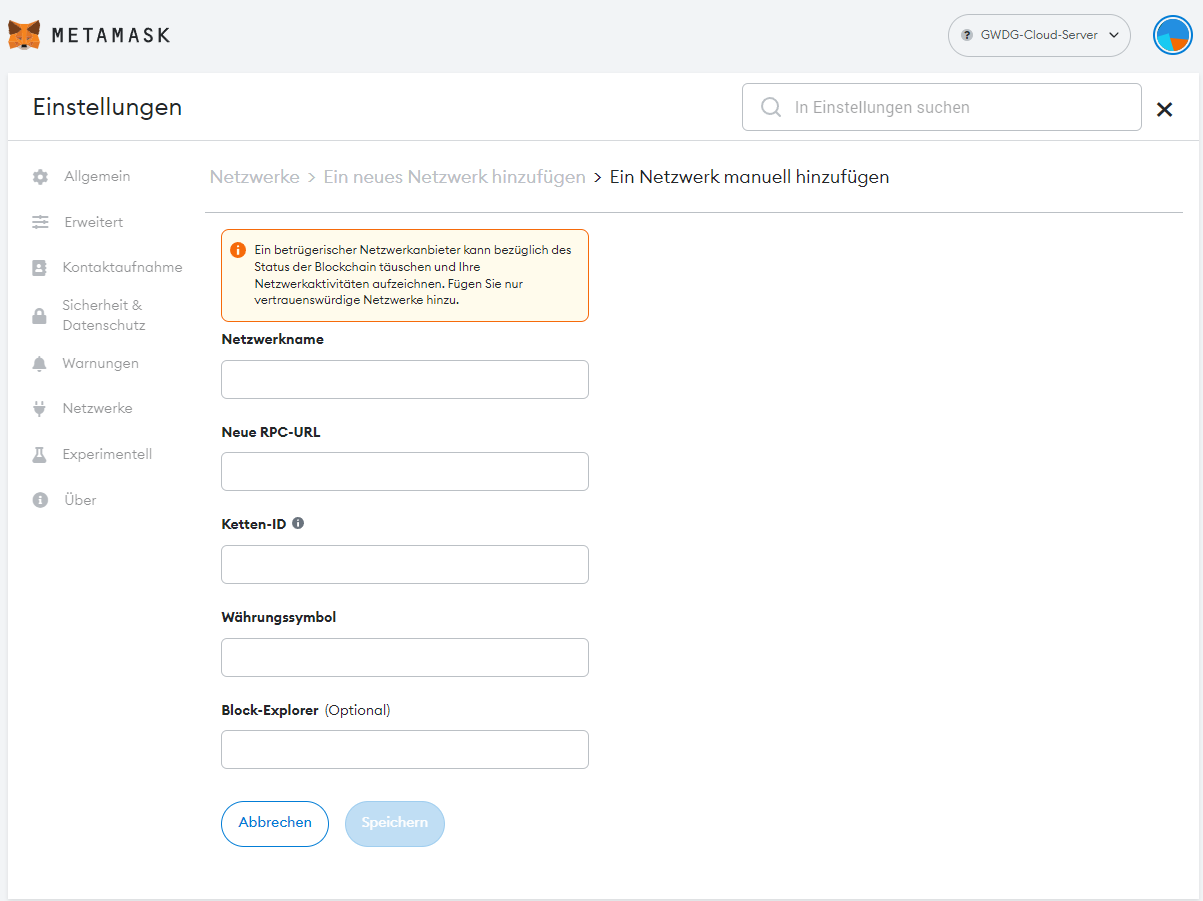 METAMASK
GWDG-Cloud-Server
Einstellungen
In Einstellungen suchen
Allgemein
Erweitert
Kontaktaufnahme
Sicherheit &
Datenschutz
Warnungen
Netzwerke
Experimentell
Über
Netzwerke > Ein neues Netzwerk hinzufügen > Ein Netzwerk manuell hinzufügen
Ein betrügerischer Netzwerkanbieter kann bezüglich des
Status der Blockchain täuschen und Ihre
Netzwerkaktivitäten aufzeichnen. Fügen Sie nur
vertrauenswürdige Netzwerke hinzu.
Netzwerkname
Neue RPC-URL
Ketten-ID
Währungssymbol
Block-Explorer (Optional)
Abbrechen
Speichern